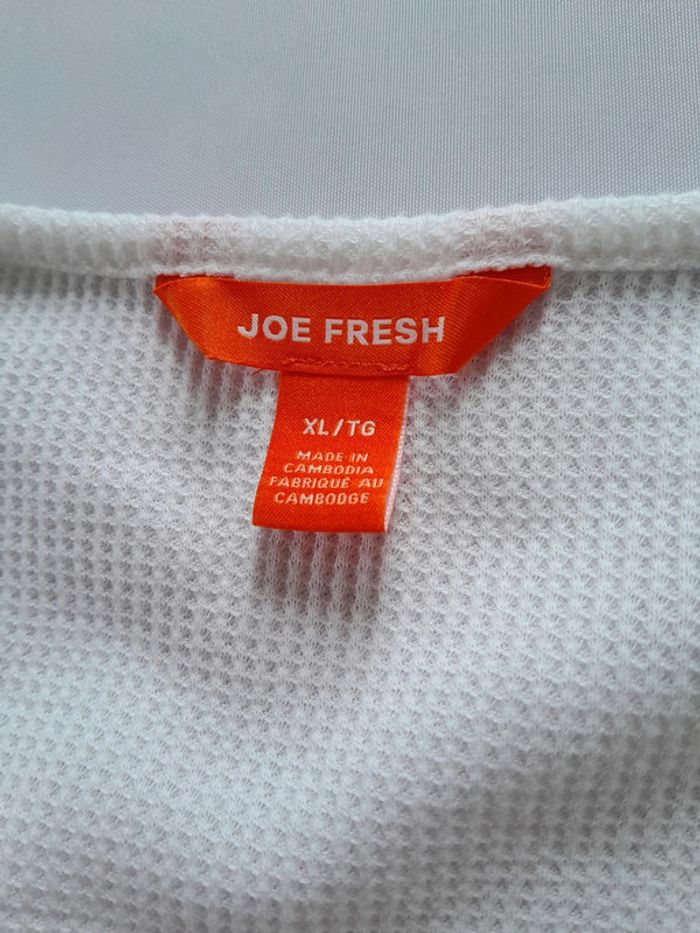 JOE FRESH
XL/TG
MADE IN
CAMBODIA
FABRIQUÉ AU
CAMBODGE